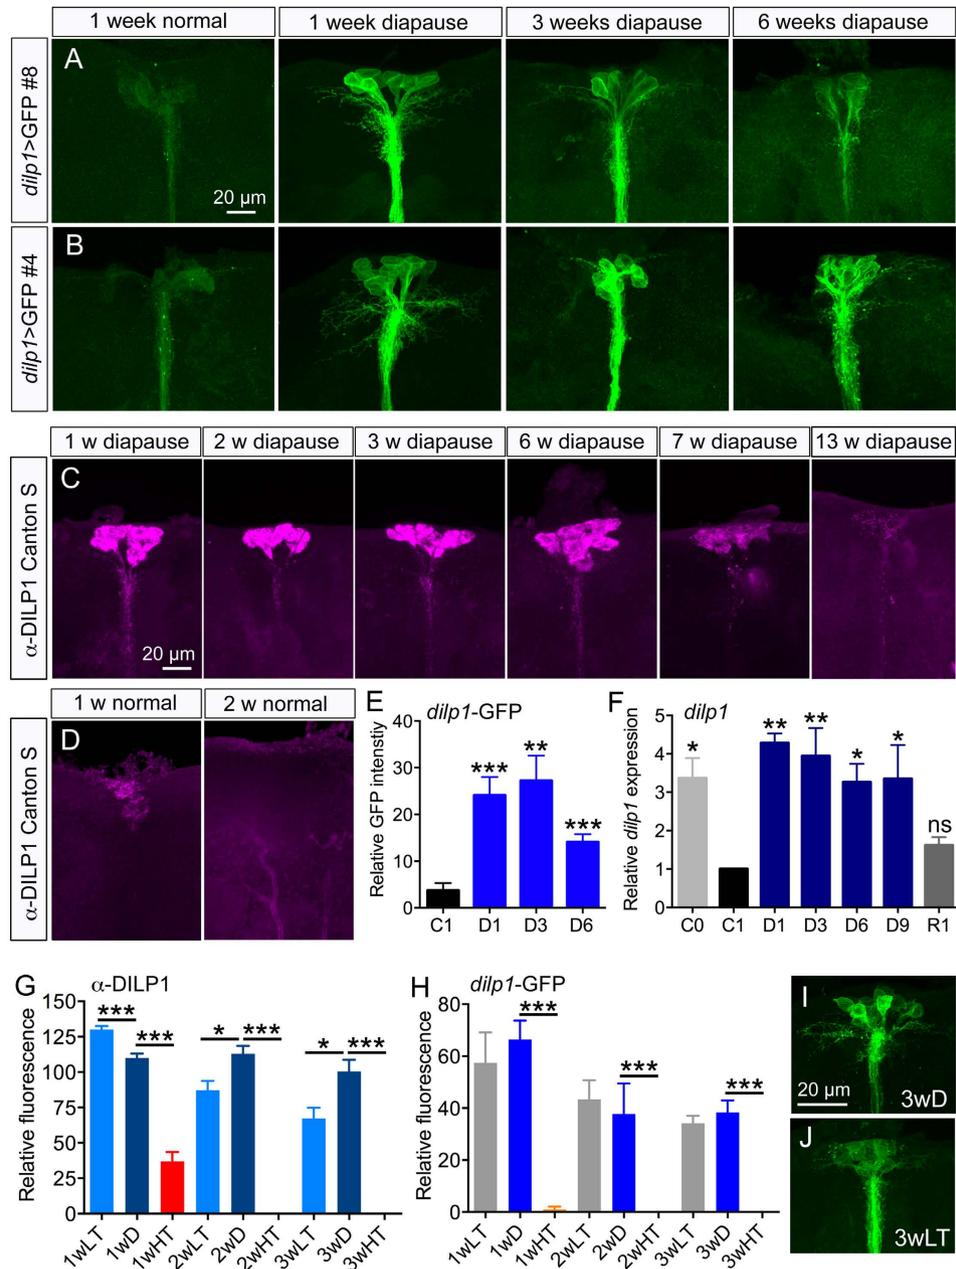 1 week normal
1 week diapause
3 weeks diapause
6 weeks diapause
dilp1>GFP #8
A
20 µm
dilp1>GFP #4
B
1 w diapause
2 w diapause
3 w diapause
6 w diapause
7 w diapause
13 w diapause
α-DILP1 Canton S
C
20 µm
1 w normal
2 w normal
α-DILP1 Canton S
D
E
dilp1-GFP
Relative GFP intenstiy
40
30
20
10
0
***
**
***
C1 D1 D3 D6
F
dilp1
Relative dilp1 expression
5
4
3
2
1
0
*
**
**
*
*
ns
C0 C1 D1 D3 D6 D9 R1
G
α-DILP1
Relative fluorescence
150
125
100
75
50
25
0
***
***
*
***
*
***
1wLT 1wD 1wHT 2wLT 2wD 2wHT 3wLT 3wD 3wHT
H
dilp1-GFP
Relative fluorescence
80
60
40
20
0
***
***
***
1wLT 1wD 1wHT 2wLT 2wD 2wHT 3wLT 3wD 3wHT
I
20 µm
3wD
J
3wLT